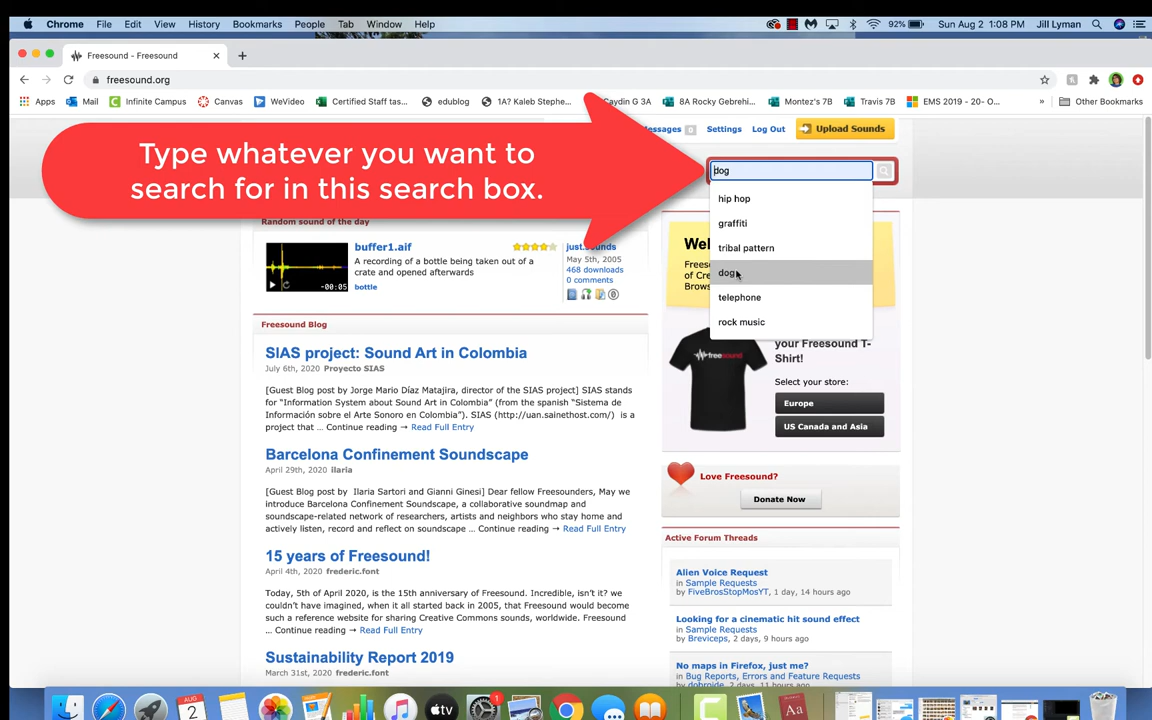 Chrome File Edit View History Bookmarks People Tab Window Help
92% Sun Aug 2 1:08 PM Jill Lyman
Freesound - Freesound
freesound.org
Apps Mail Infinite Campus Canvas WeVideo Certified Staff tas... edublog 1A? Kaleb Stephe... Caydin G 3A 8A Rocky Gebrehi... Montez's 7B Travis 7B EMS 2019 - 20- O... » Other Bookmarks
Messages 0 Settings Log Out Upload Sounds
Type whatever you want to
search for in this search box.
dog
hip hop
graffiti
tribal pattern
dog
telephone
rock music
Random sound of the day
buffer1.aif
A recording of a bottle being taken out of a
crate and opened afterwards
bottle
-00:05
just.sounds
May 5th, 2005
468 downloads
0 comments
Freesound Blog
SIAS project: Sound Art in Colombia
July 6th, 2020 Proyecto SIAS
[Guest Blog post by Jorge Mario Díaz Matajira, director of the SIAS project] SIAS stands
for “Information System about Sound Art in Colombia” (from the spanish “Sistema de
Información sobre el Arte Sonoro en Colombia”). SIAS (http://uan.sainethost.com/) is a
project that ... Continue reading → Read Full Entry
Barcelona Confinement Soundscape
April 29th, 2020 ilaria
[Guest Blog post by Ilaria Sartori and Gianni Ginesi] Dear fellow Freesounders, May we
introduce Barcelona Confinement Soundscape, a collaborative soundmap and
soundscape-related network of researchers, artists and neighbors who stay home and
actively listen, record and reflect on soundscape ... Continue reading → Read Full Entry
15 years of Freesound!
April 4th, 2020 frederic.font
Today, 5th of April 2020, is the 15th anniversary of Freesound. Incredible, isn’t it? we
couldn’t have imagined, when it all started back in 2005, that Freesound would become
such a reference website for sharing Creative Commons sounds, worldwide. Freesound
... Continue reading → Read Full Entry
Sustainability Report 2019
March 31st, 2020 frederic.font
Wel
Frees
of Cre
Brows
your Freesound T-
Shirt!
freesound
Select your store:
Europe
US Canada and Asia
Love Freesound?
Donate Now
Active Forum Threads
Alien Voice Request
in Sample Requests
by FiveBrosStopMosYT, 1 day, 14 hours ago
Looking for a cinematic hit sound effect
in Sample Requests
by Breviceps, 2 days, 9 hours ago
No maps in Firefox, just me?
in Bug Reports, Errors and Feature Requests
AUG
2
tv
1